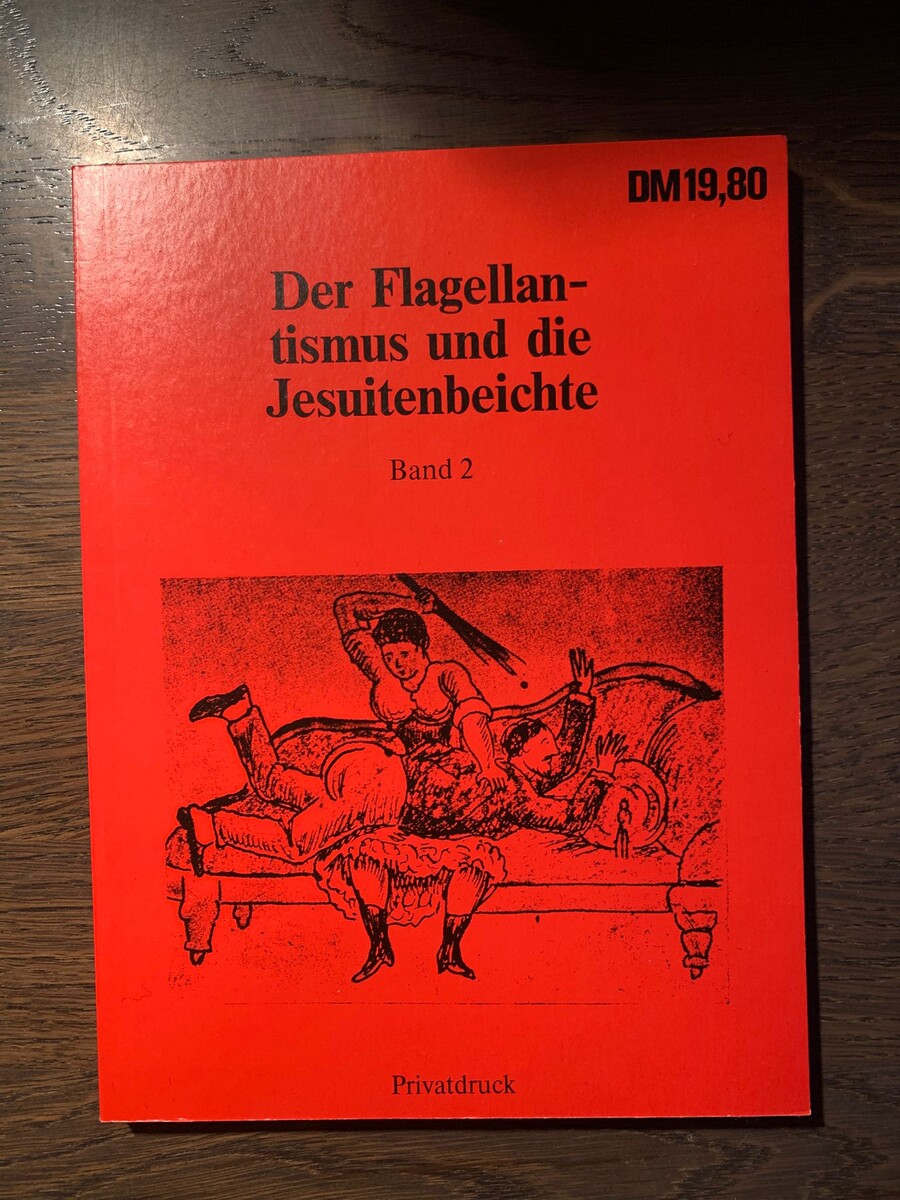 DM19,80
Der Flagellan-
tismus und die
Jesuitenbeichte
Band 2
Privatdruck